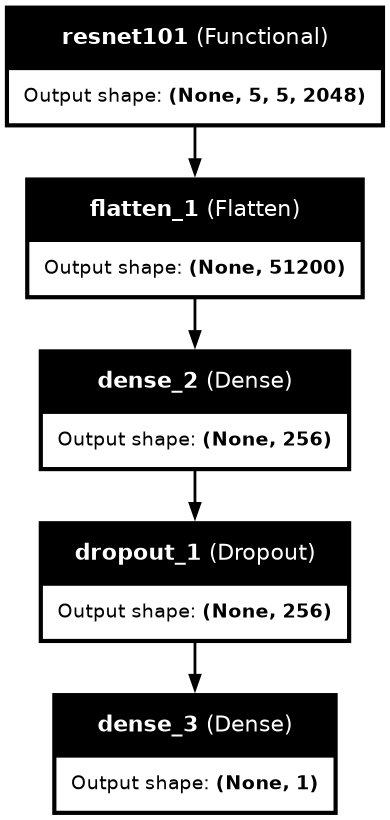 resnet101 (Functional)
Output shape: (None, 5, 5, 2048)
flatten_1 (Flatten)
Output shape: (None, 51200)
dense_2 (Dense)
Output shape: (None, 256)
dropout_1 (Dropout)
Output shape: (None, 256)
dense_3 (Dense)
Output shape: (None, 1)